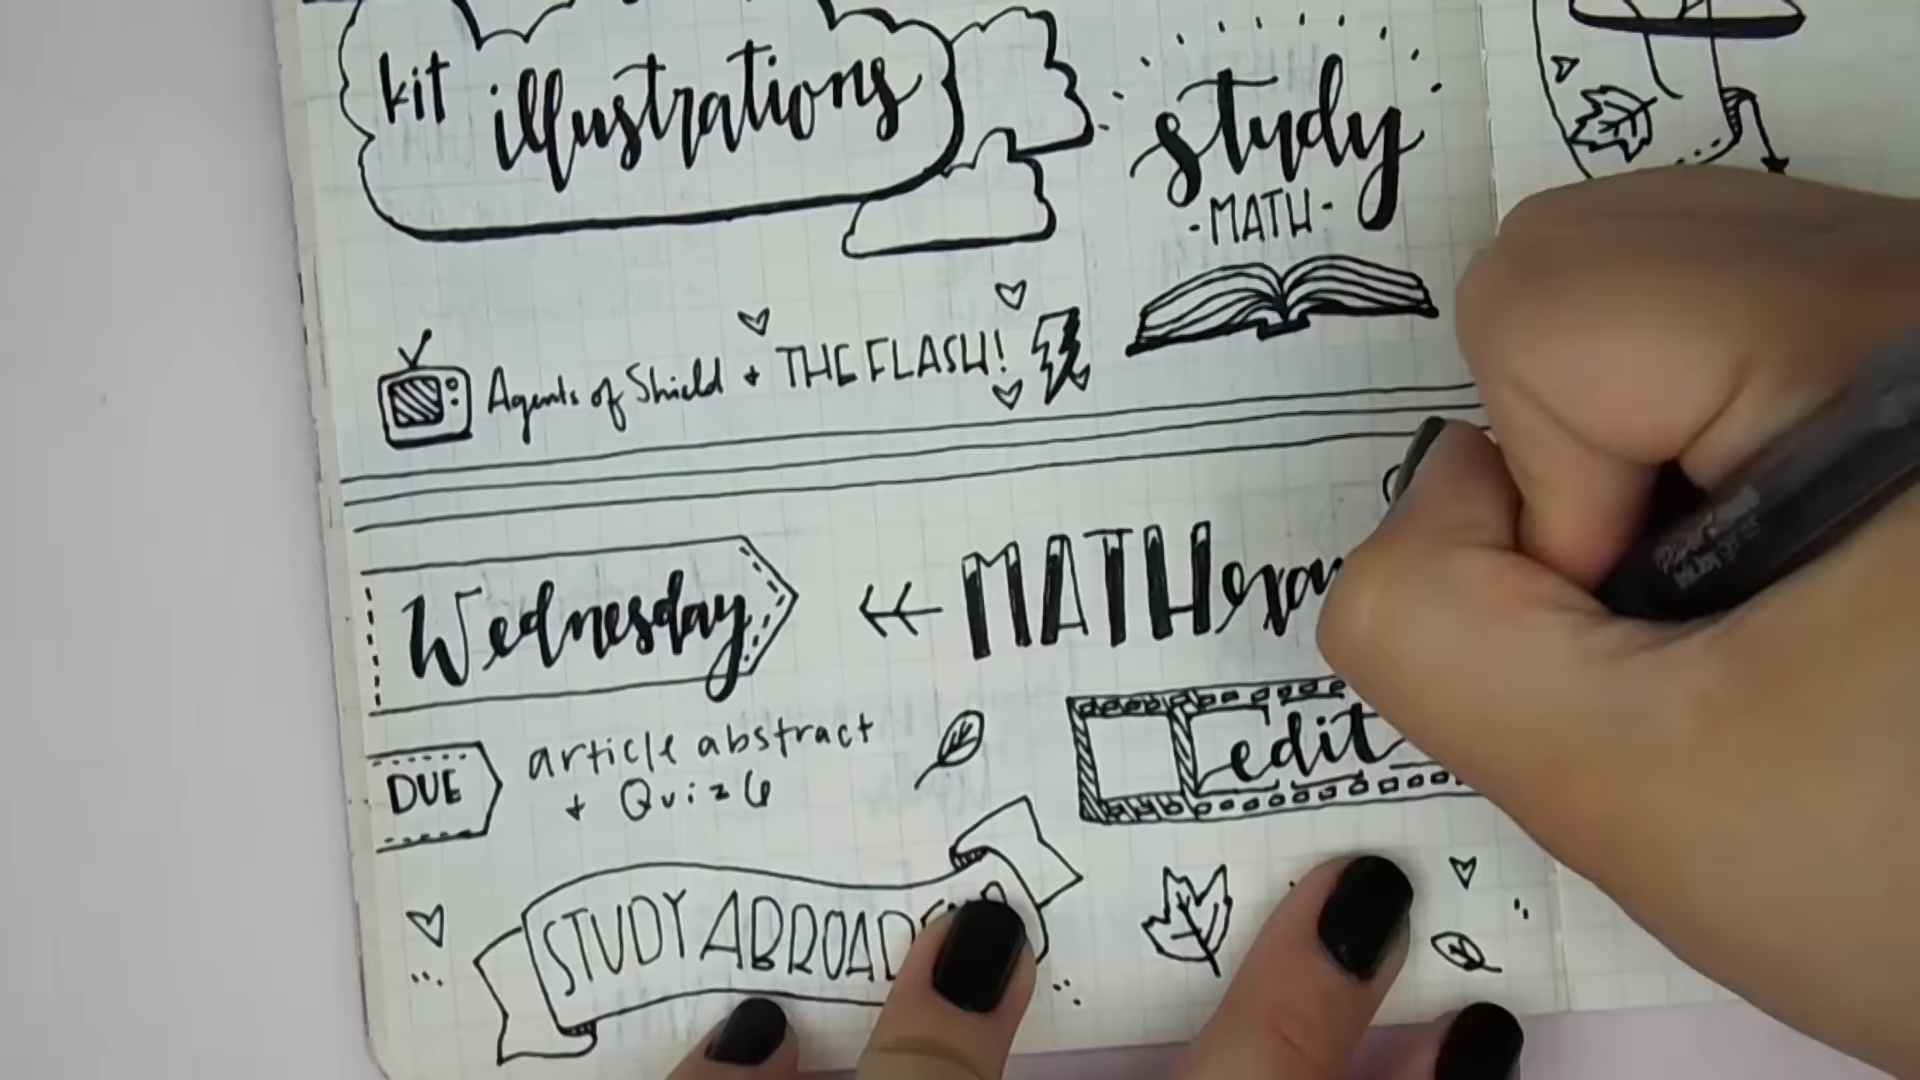 kit illustrations
study
-MATH-
Agents of Shield + THE FLASH!
Wednesday
MATH
DUE
article abstract
+ Quiz 6
edit
STUDY ABROAD